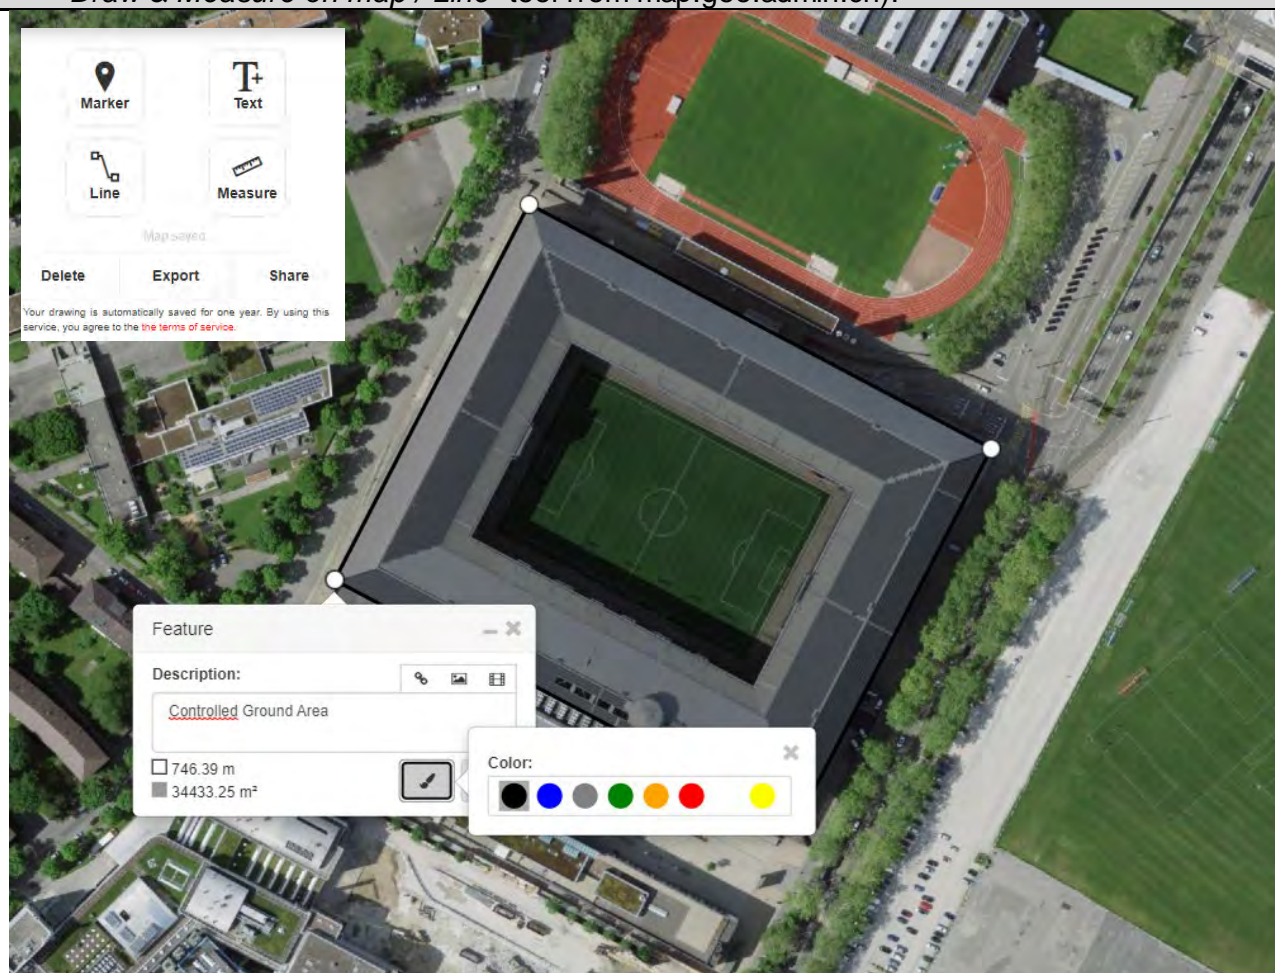 Draw & Measure on map / Line" tool from map.geo.admin.ch).
Marker
Text
Line
Measure
Map saved
Delete
Export
Share
Your drawing is automatically saved for one year. By using this
service, you agree to the the terms of service.
Feature
Description:
Controlled Ground Area
746.39 m
34433.25 m²
Color: